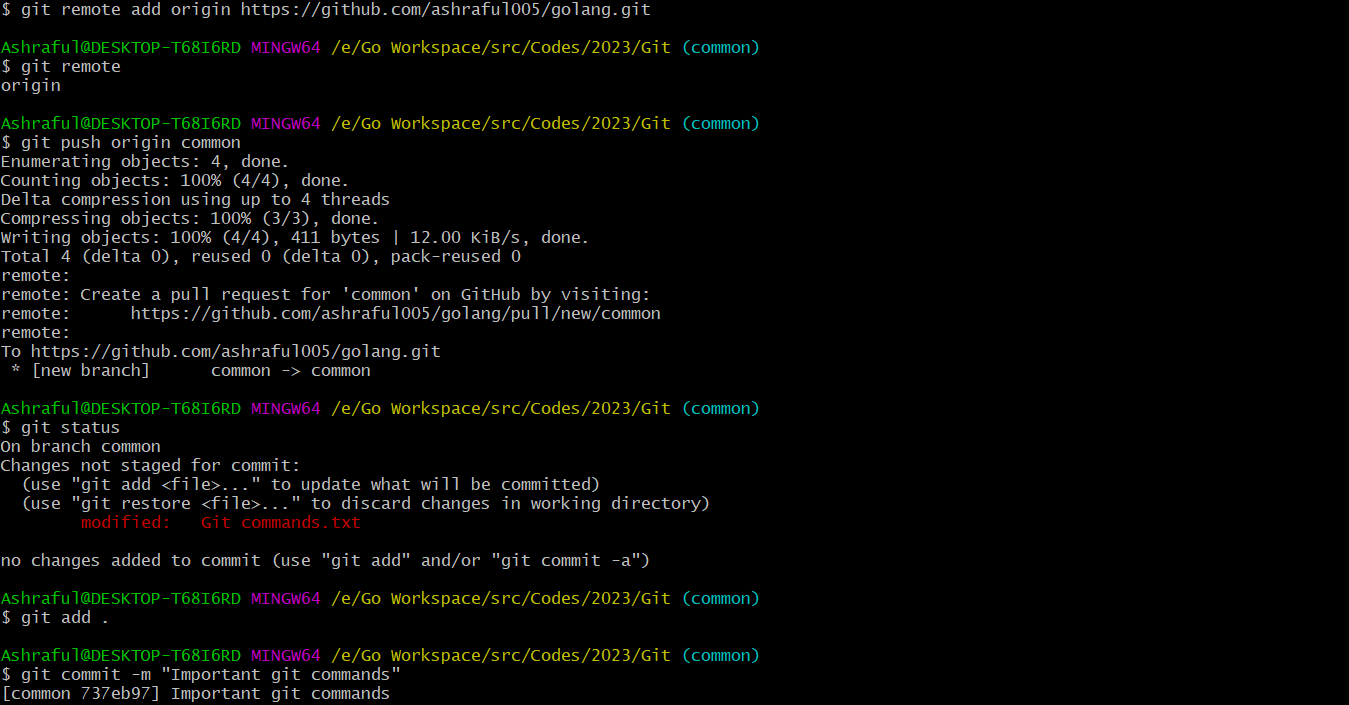 $ git remote add origin https://github.com/ashraful005/golang.git
Ashraful@DESKTOP-T68I6RD MINGW64 /e/Go Workspace/src/Codes/2023/Git (common)
$ git remote
origin
Ashraful@DESKTOP-T68I6RD MINGW64 /e/Go Workspace/src/Codes/2023/Git (common)
$ git push origin common
Enumerating objects: 4, done.
Counting objects: 100% (4/4), done.
Delta compression using up to 4 threads
Compressing objects: 100% (3/3), done.
Writing objects: 100% (4/4), 411 bytes | 12.00 KiB/s, done.
Total 4 (delta 0), reused 0 (delta 0), pack-reused 0
remote:
remote: Create a pull request for 'common' on GitHub by visiting:
remote:      https://github.com/ashraful005/golang/pull/new/common
remote:
To https://github.com/ashraful005/golang.git
 * [new branch]      common -> common
Ashraful@DESKTOP-T68I6RD MINGW64 /e/Go Workspace/src/Codes/2023/Git (common)
$ git status
On branch common
Changes not staged for commit:
  (use "git add <file>..." to update what will be committed)
  (use "git restore <file>..." to discard changes in working directory)
        modified:   Git commands.txt
no changes added to commit (use "git add" and/or "git commit -a")
Ashraful@DESKTOP-T68I6RD MINGW64 /e/Go Workspace/src/Codes/2023/Git (common)
$ git add .
Ashraful@DESKTOP-T68I6RD MINGW64 /e/Go Workspace/src/Codes/2023/Git (common)
$ git commit -m "Important git commands"
[common 737eb97] Important git commands